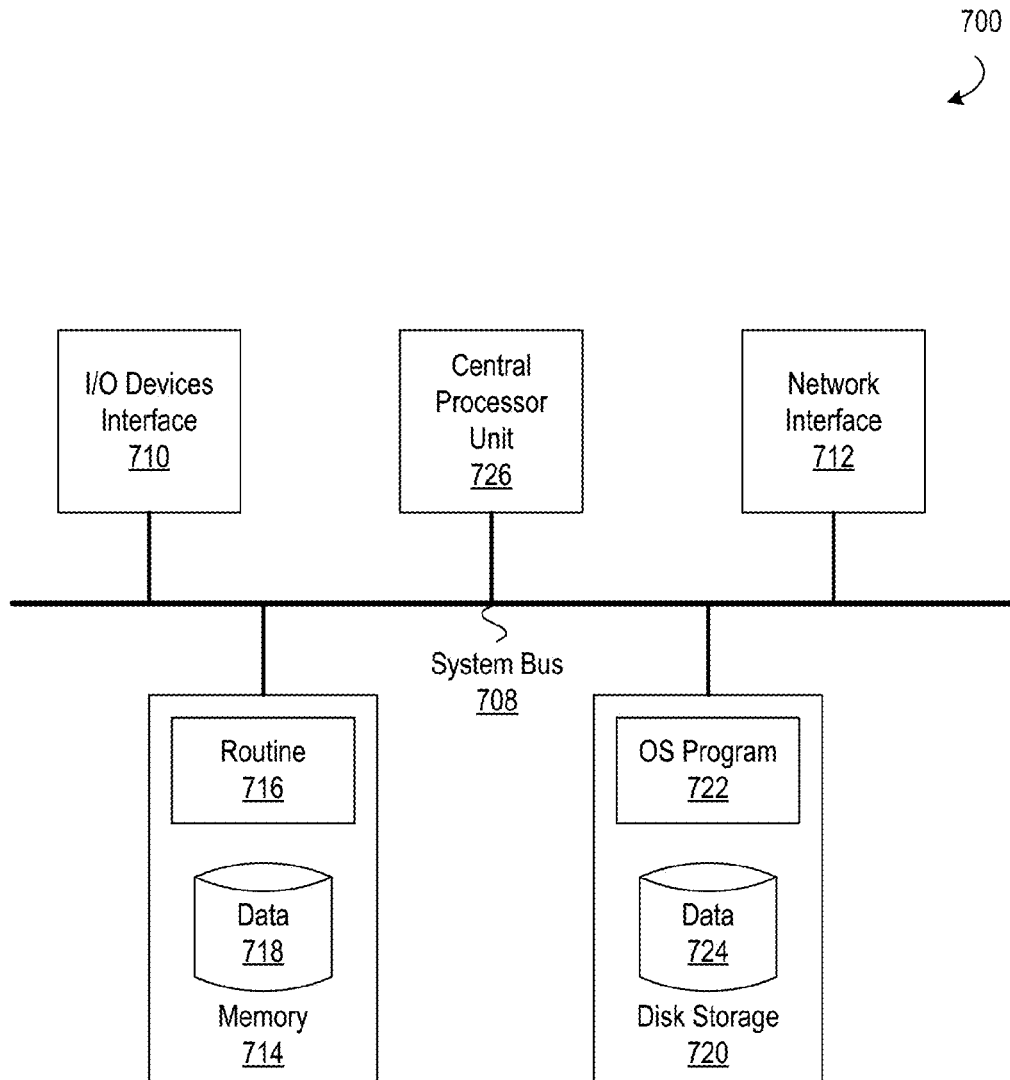 700
I/O Devices
Interface
710
Central
Processor
Unit
726
Network
Interface
712
System Bus
708
Routine
716
Data
718
Memory
714
OS Program
722
Data
724
Disk Storage
720